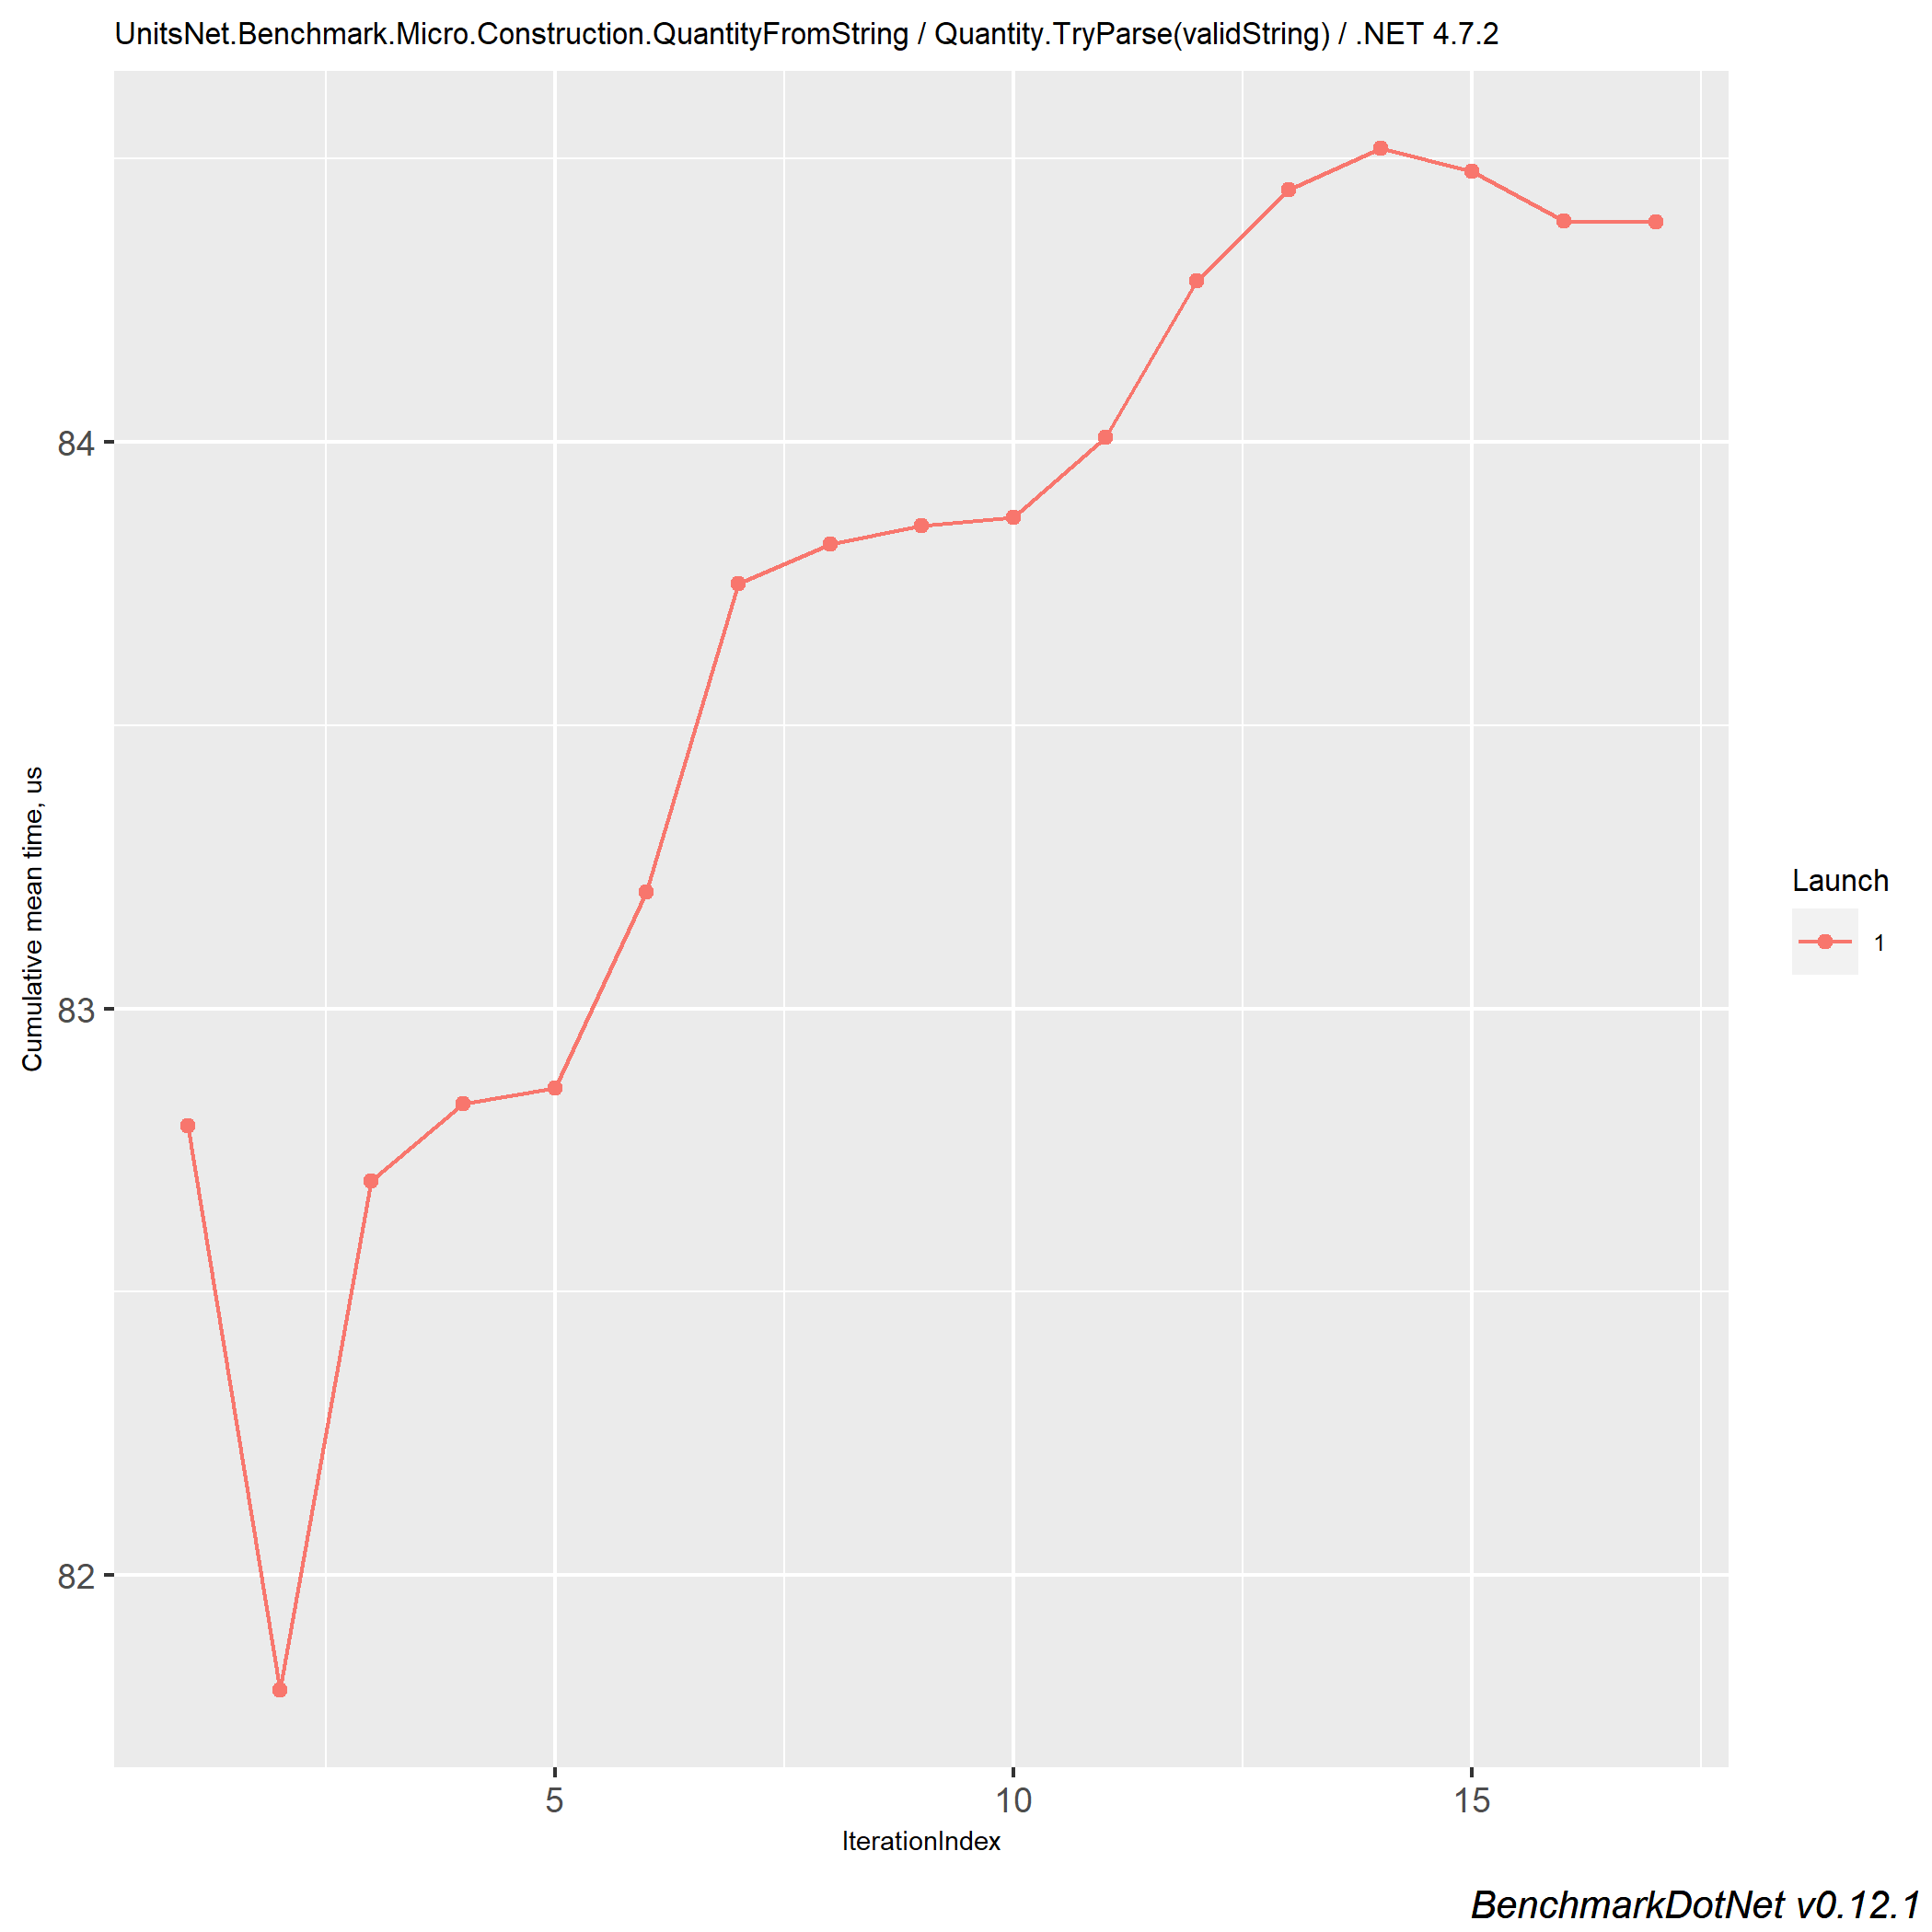 UnitsNet.Benchmark.Micro.Construction.QuantityFromString / Quantity.TryParse(validString) / .NET 4.7.2
Cumulative mean time, us
84
83
82
5
10
15
IterationIndex
Launch
1
BenchmarkDotNet v0.12.1